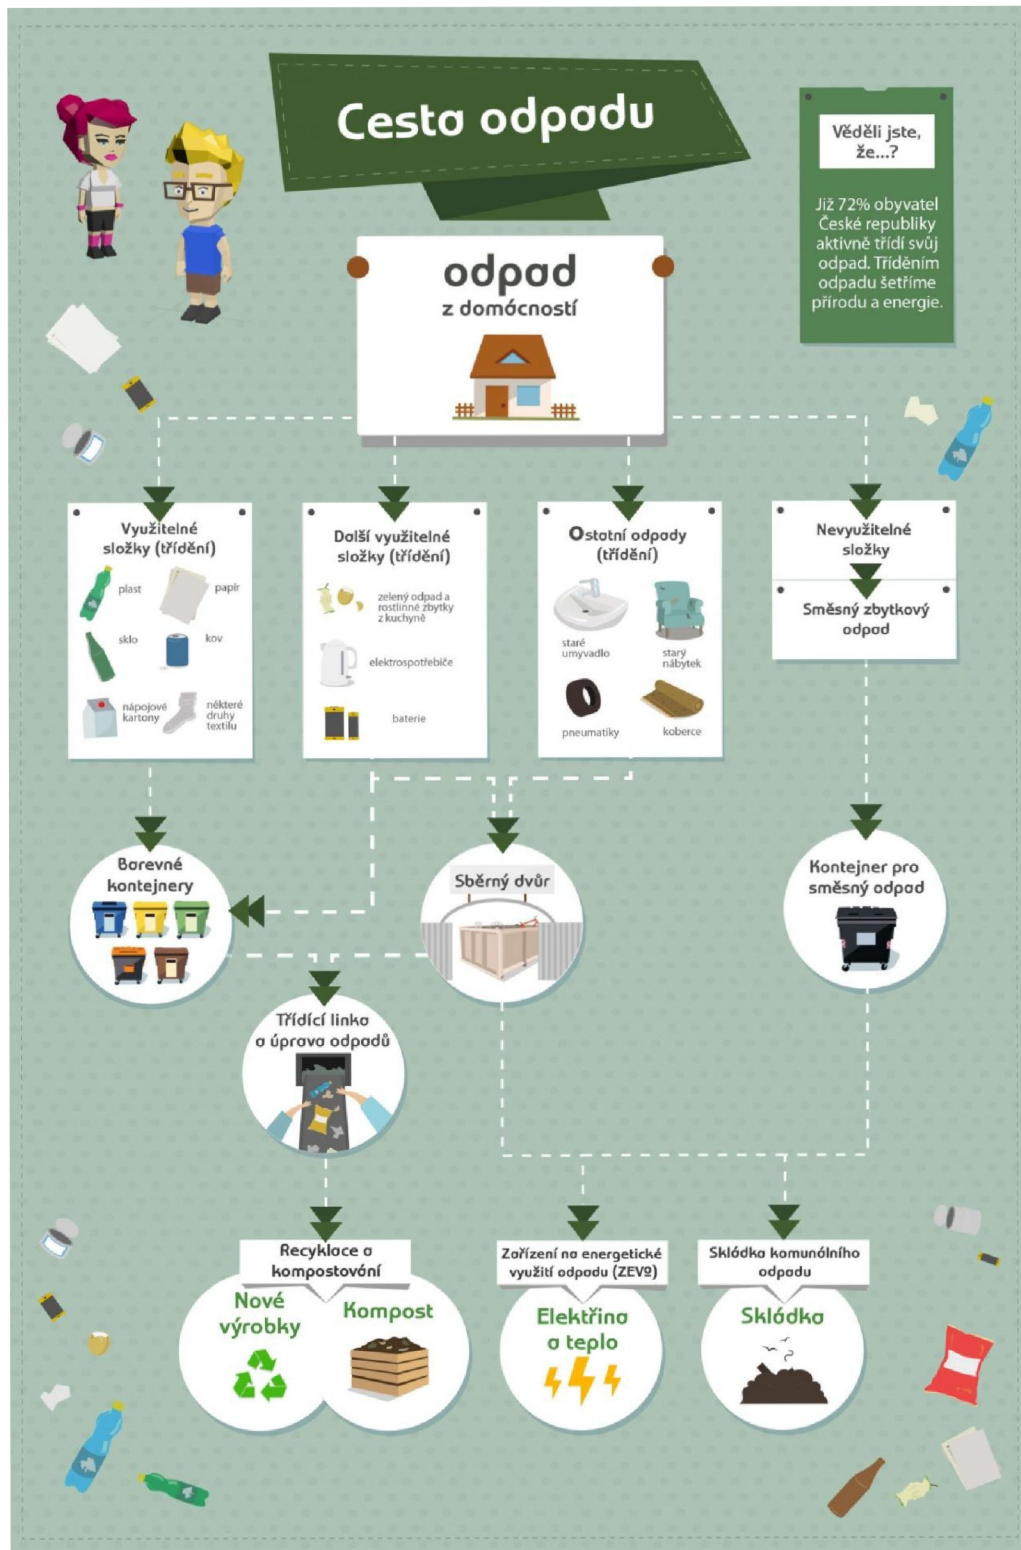 Cesta odpadu
Věděli jste,
že...?
Již 72% obyvatel
České republiky
aktivně třídí svůj
odpad. Tříděním
odpadu šetříme
přírodu a energie.
odpad
z domácností
Využitelné
složky (třídění)
plast
papír
sklo
kov
nápojové
kartony
některé
druhy
textilu
Další využitelné
složky (třídění)
zelený odpad a
rostlinné zbytky
z kuchyně
elektrospotřebiče
baterie
Ostatní odpady
(třídění)
staré
umyvadlo
starý
nábytek
pneumatiky
koberce
Nevyužitelné
složky
Směsný zbytkový
odpad
Barevné
kontejnery
Sběrný dvůr
Kontejner pro
směsný odpad
Třídící linka
a úprava odpadů
Recyklace a
kompostování
Nové
výrobky
Kompost
Zařízení na energetické
využití odpadu (ZEVO)
Elektřina
a teplo
Skládka komunálního
odpadu
Skládka